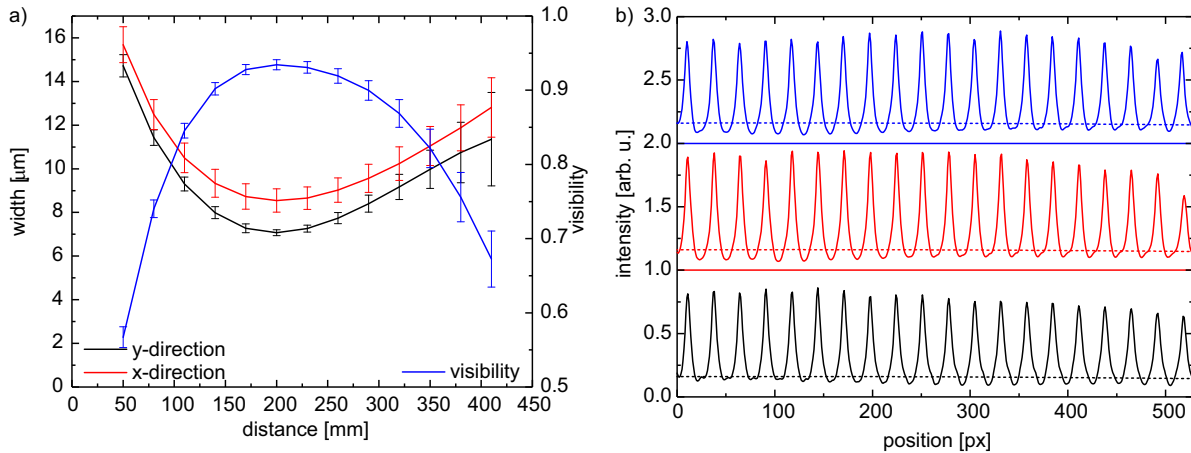 a)
16
14
12
10
8
6
4
2
0
width [µm]
1.0
0.9
0.8
0.7
0.6
0.5
visibility
y-direction
x-direction
visibility
0 50 100 150 200 250 300 350 400 450
distance [mm]
b)
3.0
2.5
2.0
1.5
1.0
0.5
0.0
intensity [arb. u.]
0 100 200 300 400 500
position [px]